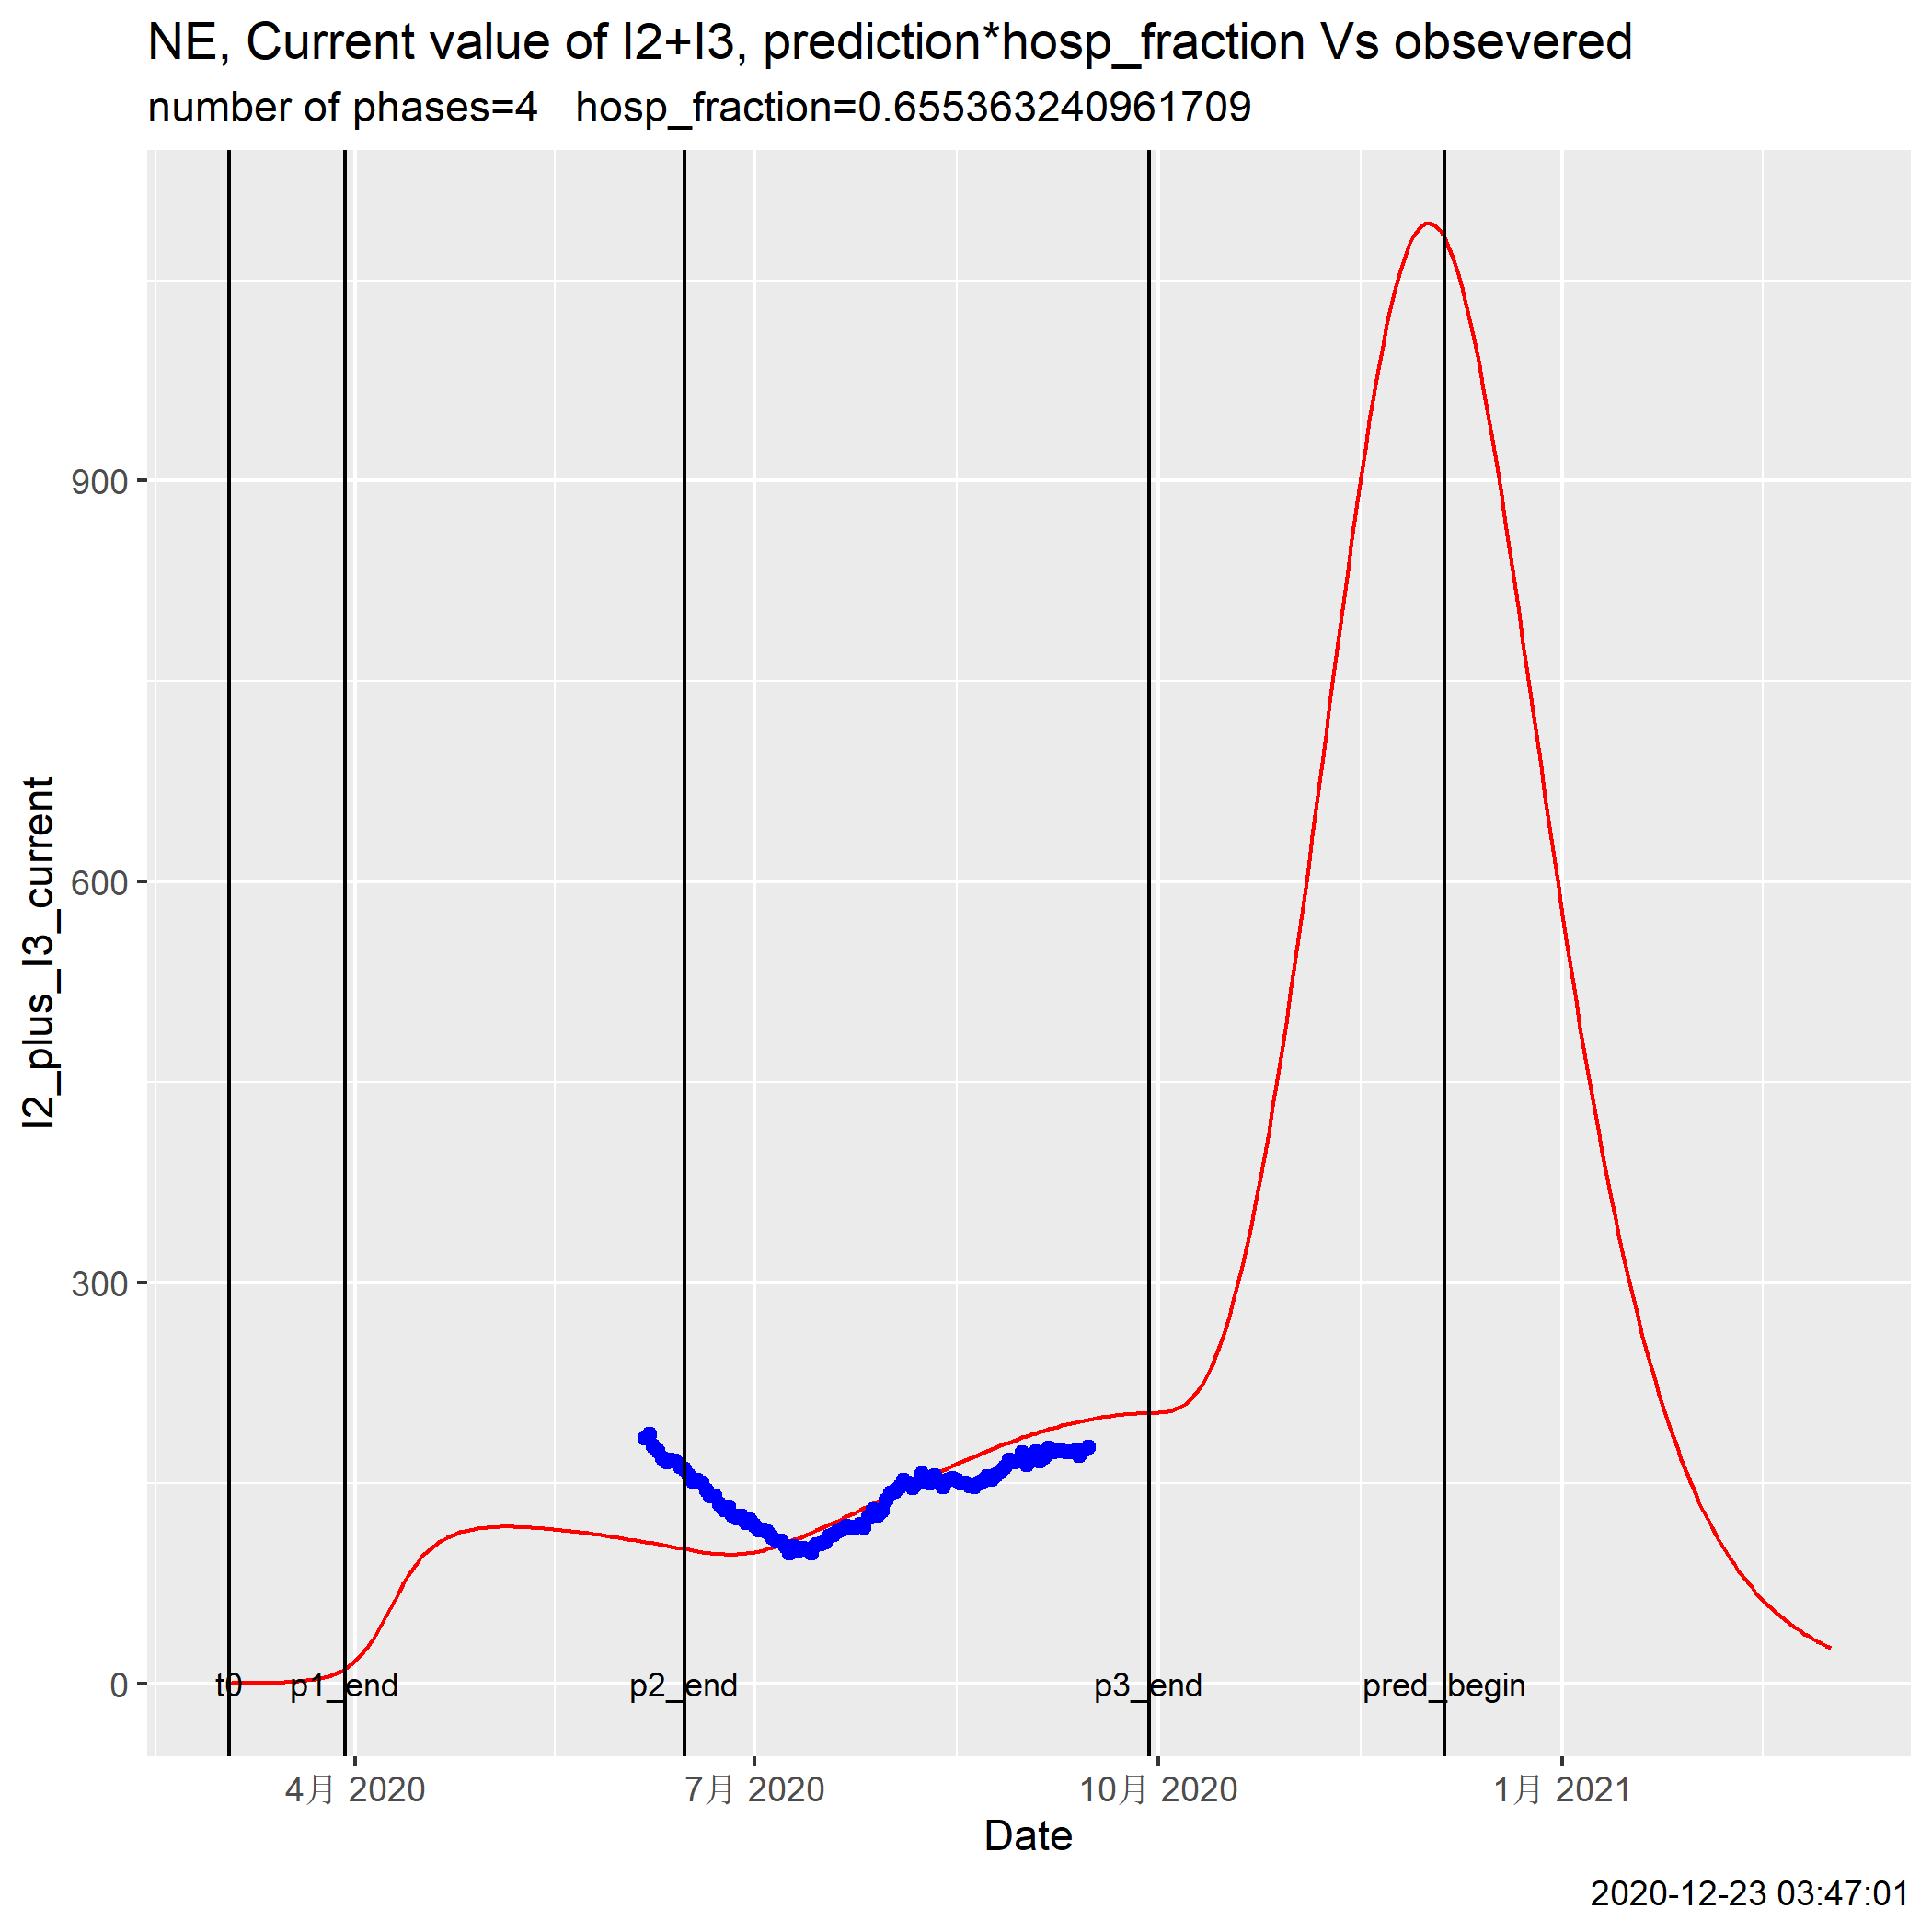 NE, Current value of I2+I3, prediction*hosp_fraction Vs obsevered
number of phases=4 hosp_fraction=0.655363240961709
I2_plus_I3_current
900
600
300
0
t0 p1_end p2_end p3_end pred_begin
4月 2020 7月 2020 10月 2020 1月 2021
Date
2020-12-23 03:47:01